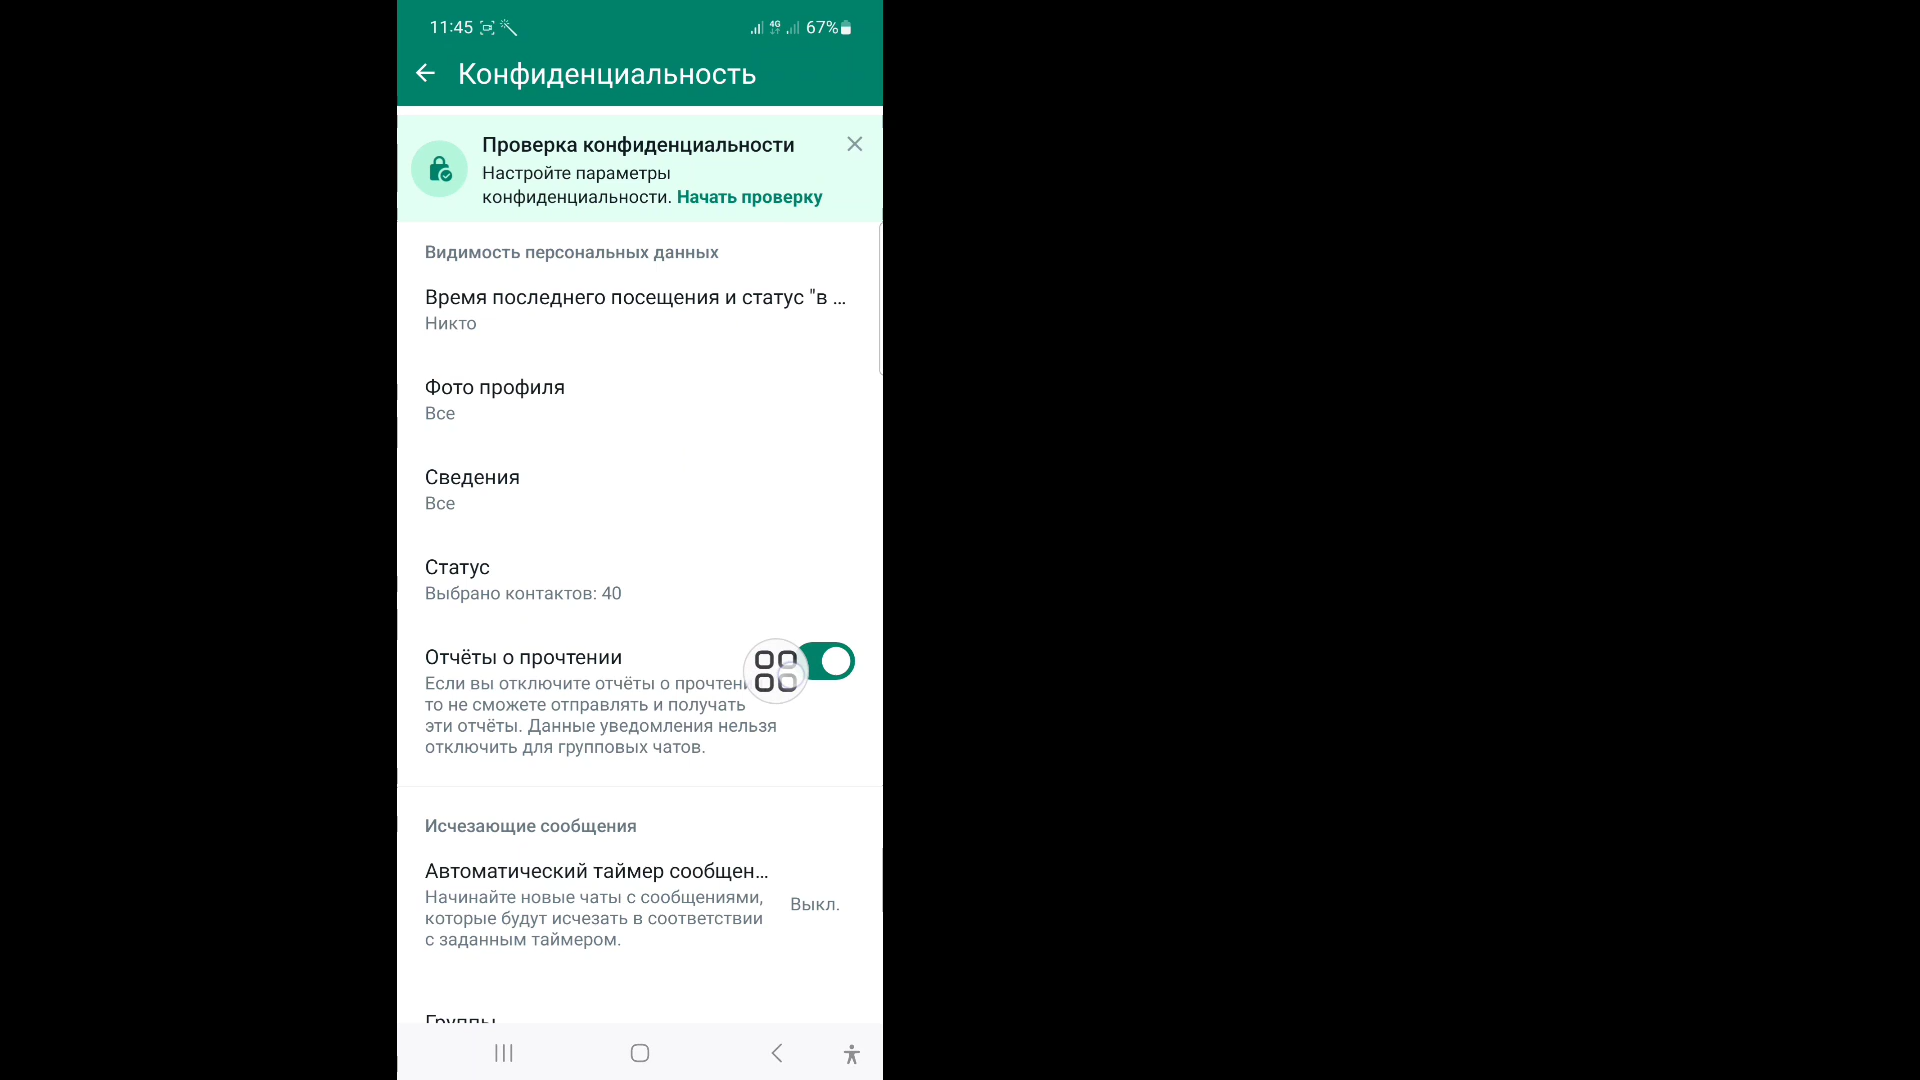 11:45 4G 67%
Конфиденциальность
Проверка конфиденциальности
Настройте параметры
конфиденциальности. Начать проверку
Видимость персональных данных
Время последнего посещения и статус "в ...
Никто
Фото профиля
Все
Сведения
Все
Статус
Выбрано контактов: 40
Отчёты о прочтении
Если вы отключите отчёты о
то не сможете отправлять и получать
эти отчёты. Данные уведомления нельзя
отключить для групповых чатов.
Исчезающие сообщения
Автоматический таймер сообщен...
Начинайте новые чаты с сообщениями,
которые будут исчезать в соответствии
с заданным таймером.
Выкл.
Группы